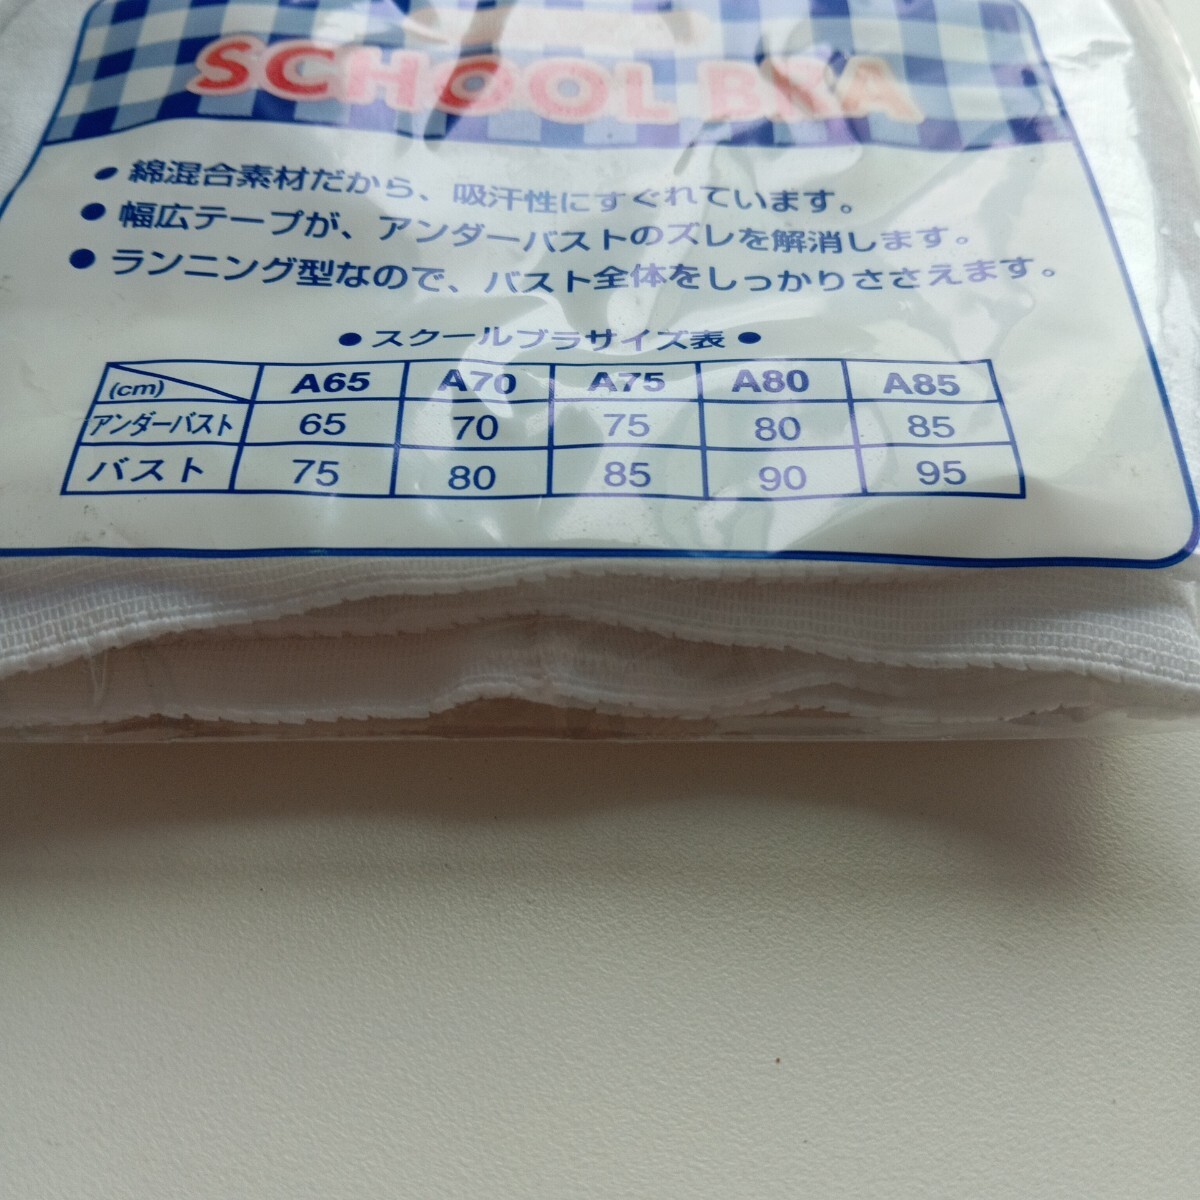 SCHOOL BRA
● 綿混合素材だから、吸汗性にすぐれています。
● 幅広テープが、アンダーバストのズレを解消します。
● ランニング型なので、バスト全体をしっかりささえます。
● スクールブラサイズ表 ●
(cm) A65 A70 A75 A80 A85
アンダーバスト 65 70 75 80 85
バスト 75 80 85 90 95